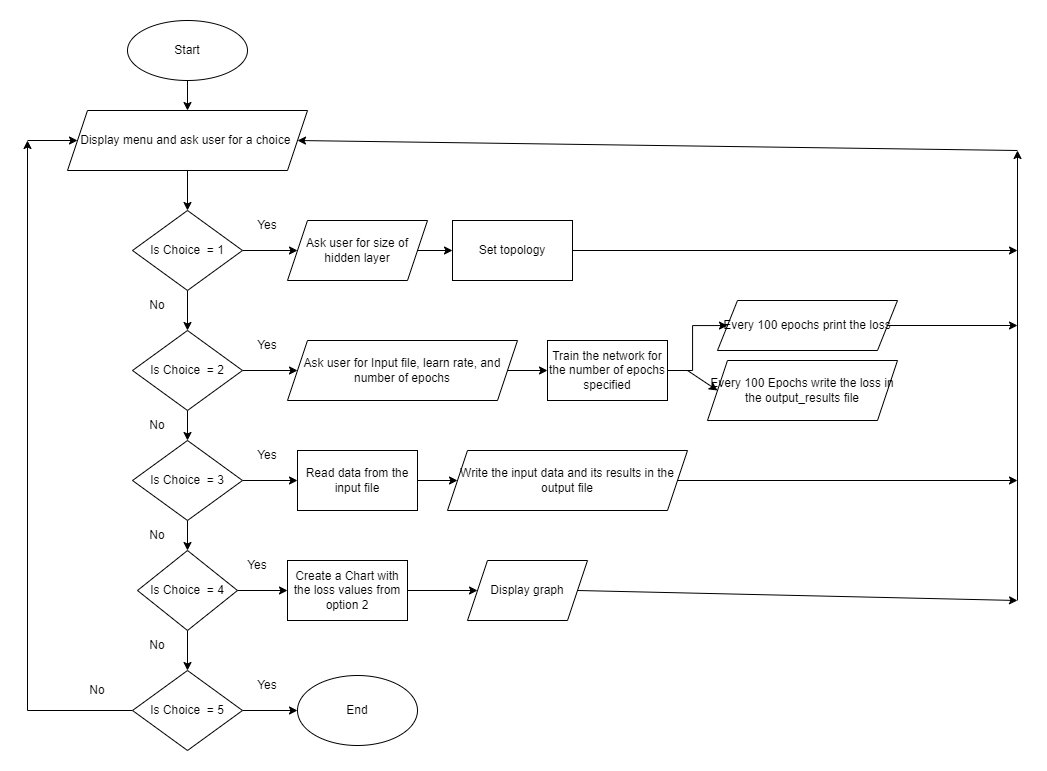 Start
Display menu and ask user for a choice
Is Choice = 1
Yes
Ask user for size of
hidden layer
Set topology
No
Is Choice = 2
Yes
Ask user for Input file, learn rate, and
number of epochs
Train the network for
the number of epochs
specified
Every 100 epochs print the loss
Every 100 Epochs write the loss in
the output_results file
No
Is Choice = 3
Yes
Read data from the
input file
Write the input data and its results in the
output file
No
Is Choice = 4
Yes
Create a Chart with
the loss values from
option 2
Display graph
No
Is Choice = 5
No
Yes
End